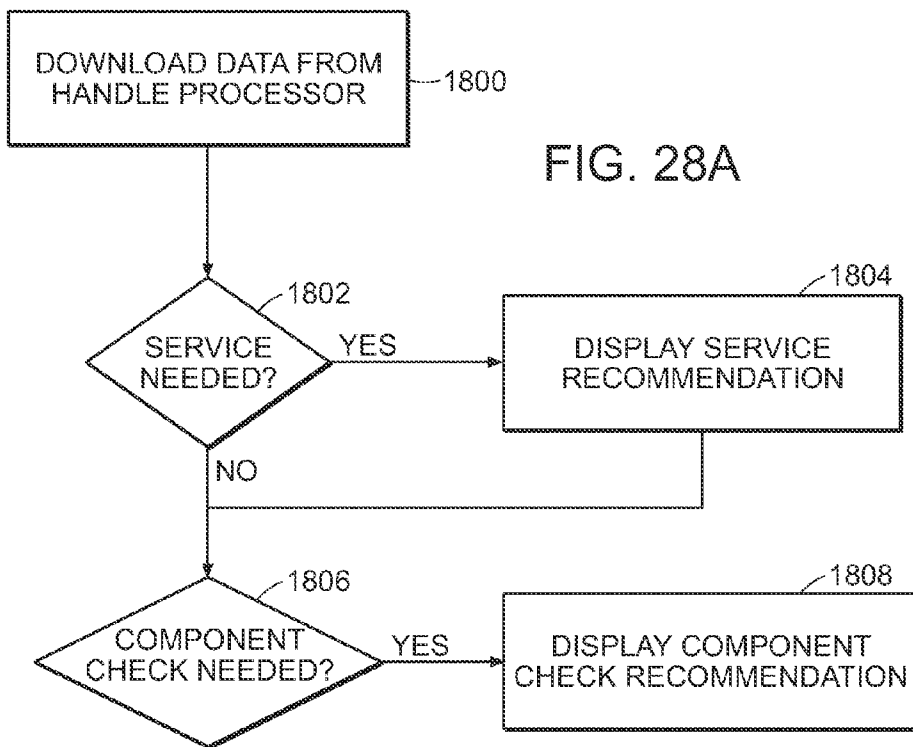 DOWNLOAD DATA FROM
HANDLE PROCESSOR
1800
FIG. 28A
1802
SERVICE
NEEDED?
YES
1804
DISPLAY SERVICE
RECOMMENDATION
NO
1806
COMPONENT
CHECK NEEDED?
YES
1808
DISPLAY COMPONENT
CHECK RECOMMENDATION